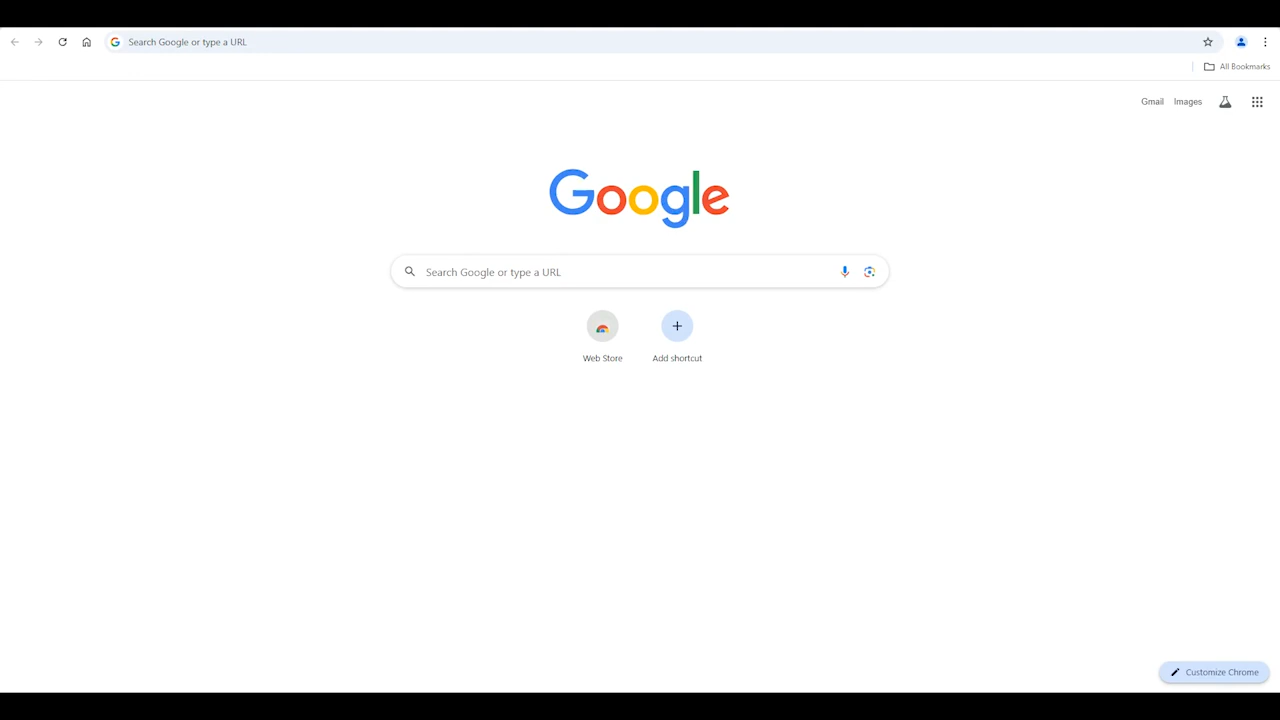 Search Google or type a URL
All Bookmarks
Gmail Images
Google
Search Google or type a URL
Web Store Add shortcut
Customize Chrome